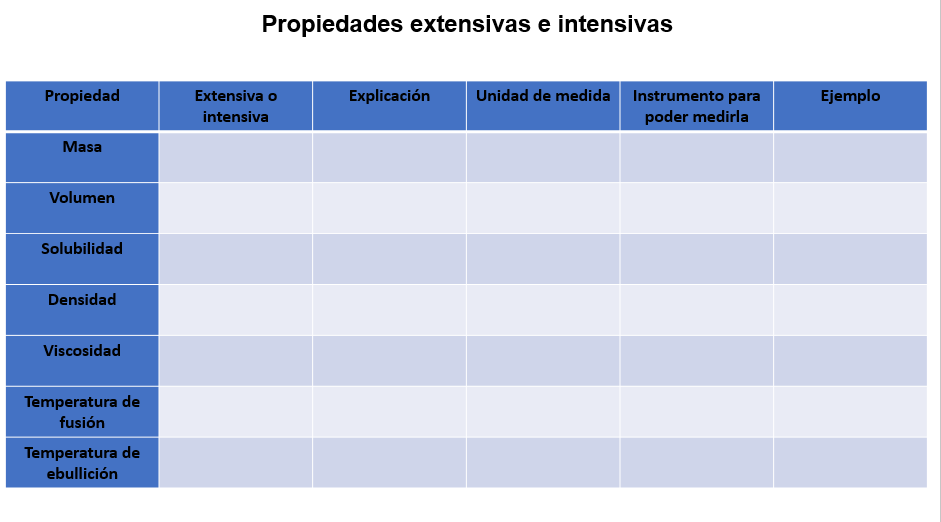 Propiedades extensivas e intensivas
Propiedad
Extensiva o
intensiva
Explicación
Unidad de medida
Instrumento para
poder medirla
Ejemplo
Masa
Volumen
Solubilidad
Densidad
Viscosidad
Temperatura de
fusión
Temperatura de
ebullición